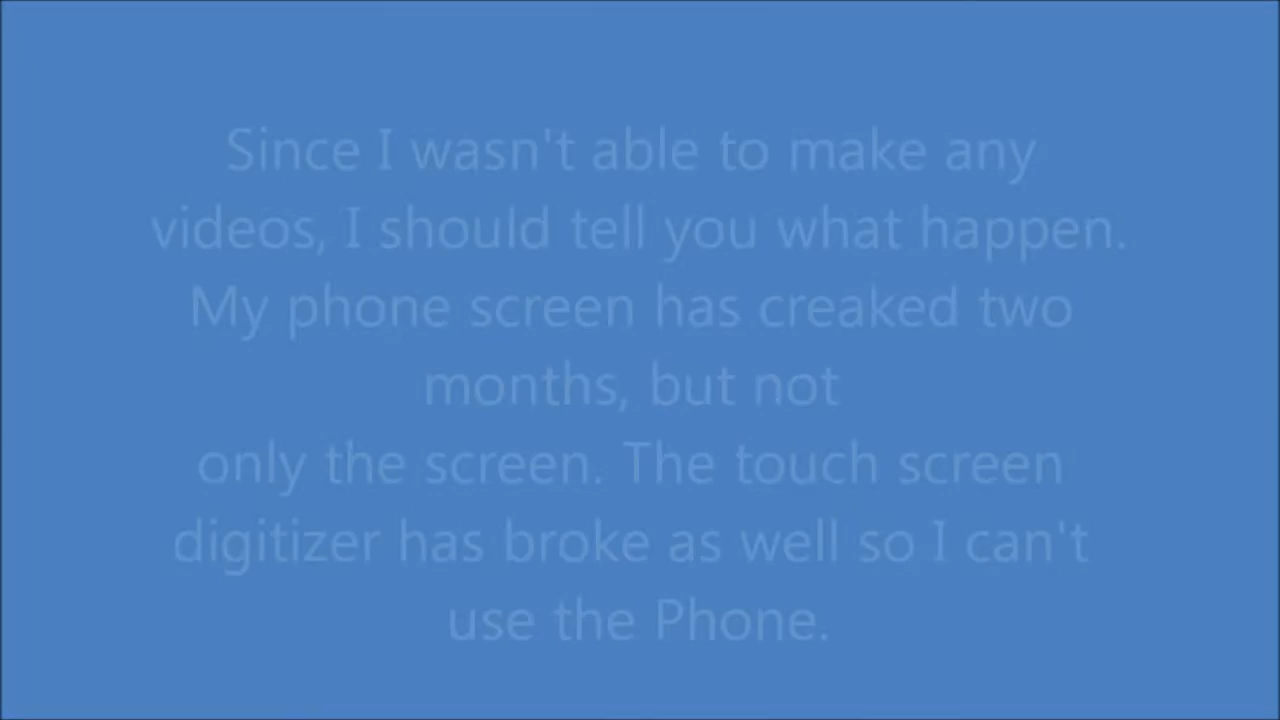 Since I wasn't able to make any
videos, I should tell you what happen.
My phone screen has creaked two
months, but not
only the screen. The touch screen
digitizer has broke as well so I can't
use the Phone.